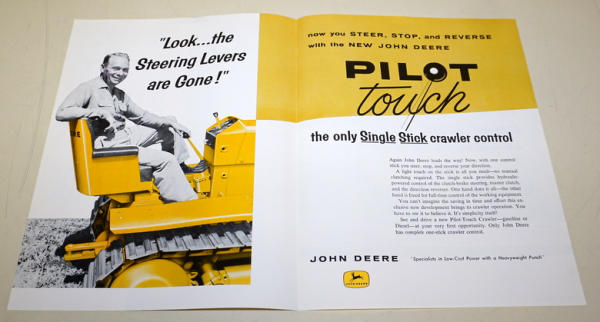 "Look...the
Steering Levers
are Gone!"
DEERE
now you STEER, STOP, and REVERSE
with the NEW JOHN DEERE
PILOT
touch
the only Single Stick crawler control
Again John Deere leads the way! Now, with one control
stick you steer, stop, and reverse your direction.
A light touch on the stick is all you need—no manual
clutching required. The single stick provides hydraulic-
powered control of the clutch-brake steering, master clutch,
and the direction reverser. One hand does it all—the other
hand is freed for full-time control of the working equipment.
You can't imagine the saving in time and effort this ex-
clusive new development brings to crawler operation. You
have to see it to believe it. It's simplicity itself!
See and drive a new Pilot-Touch Crawler—gasoline or
Diesel—at your very first opportunity. Only John Deere
has complete one-stick crawler control.
JOHN DEERE
"Specialists in Low-Cost Power with a Heavyweight Punch"
JOHN DEERE